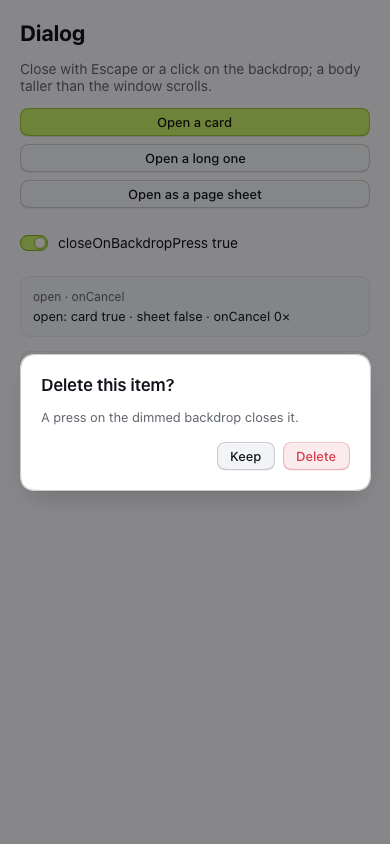 Dialog
Close with Escape or a click on the backdrop; a body
taller than the window scrolls.
Open a card
Open a long one
Open as a page sheet
closeOnBackdropPress true
open · onCancel
open: card true · sheet false · onCancel 0×
Delete this item?
A press on the dimmed backdrop closes it.
Keep
Delete